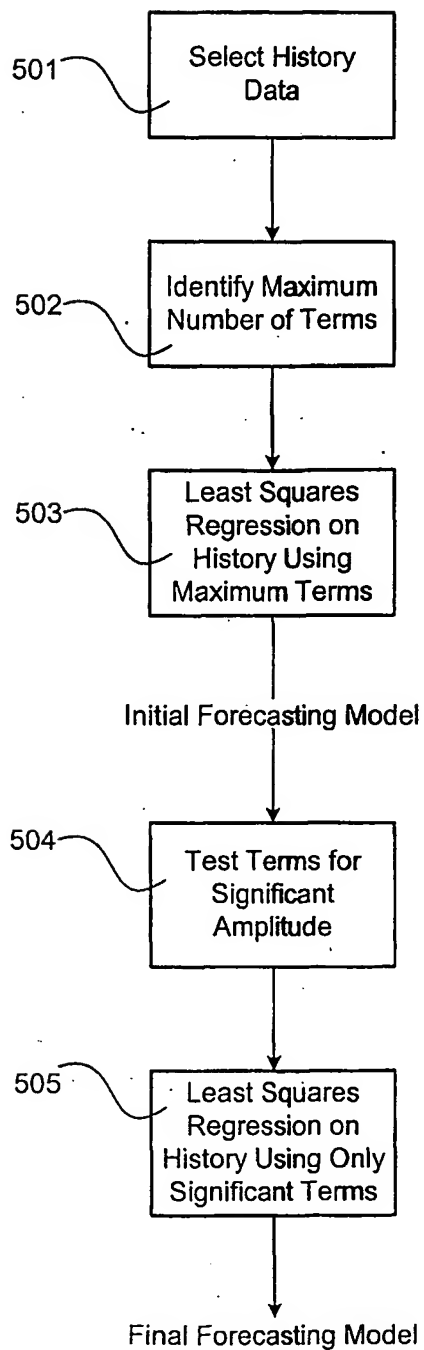 501
Select History
Data
502
Identify Maximum
Number of Terms
503
Least Squares
Regression on
History Using
Maximum Terms
Initial Forecasting Model
504
Test Terms for
Significant
Amplitude
505
Least Squares
Regression on
History Using Only
Significant Terms
Final Forecasting Model